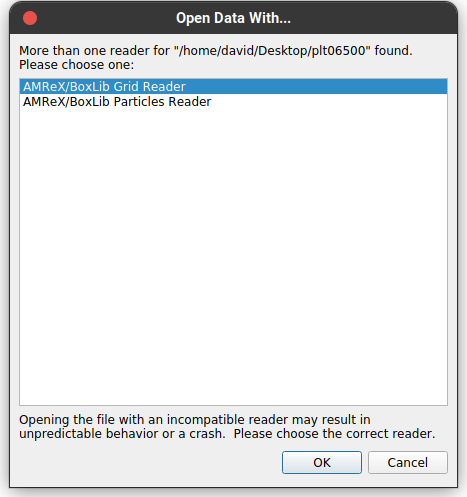 Open Data With...
More than one reader for "/home/david/Desktop/plt06500" found.
Please choose one:
AMReX/BoxLib Grid Reader
AMReX/BoxLib Particles Reader
Opening the file with an incompatible reader may result in
unpredictable behavior or a crash.  Please choose the correct reader.
OK
Cancel